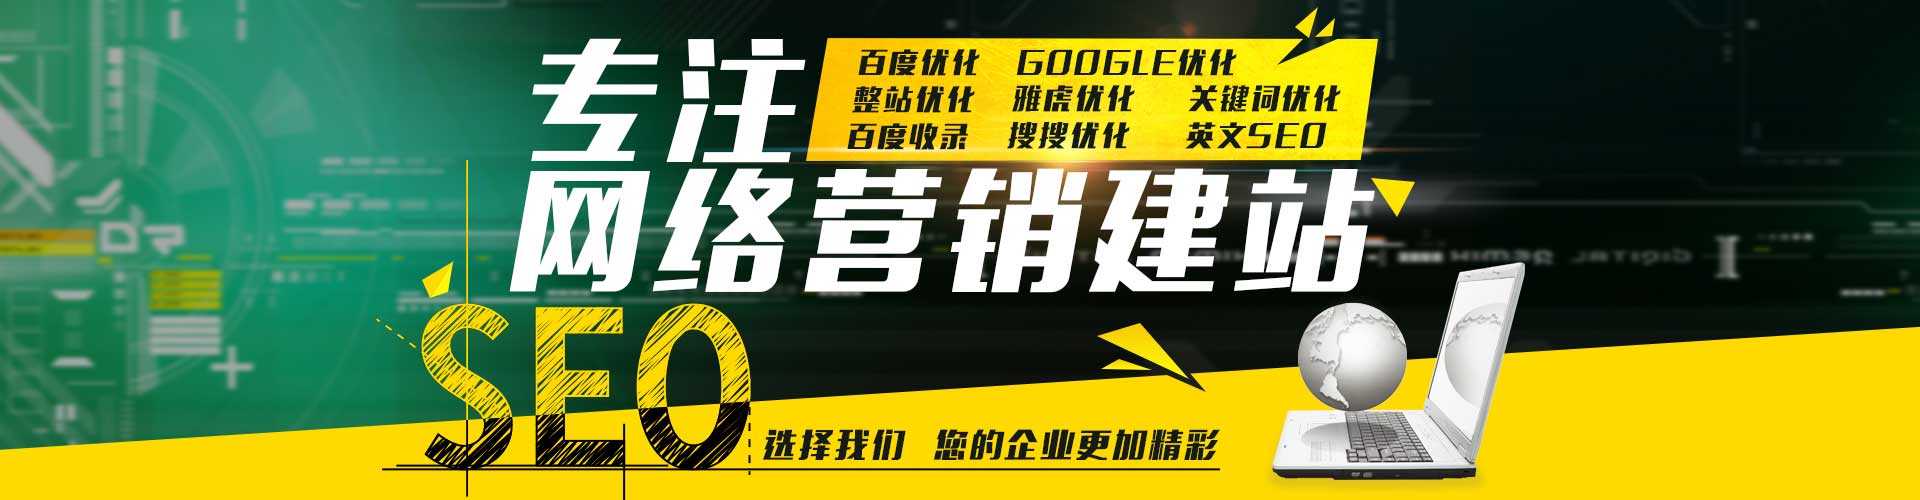 专注
百度优化 GOOGLE优化
整站优化 雅虎优化 关键词优化
百度收录 搜搜优化 英文SEO
网络营销建站
SEO
选择我们 您的企业更加精彩